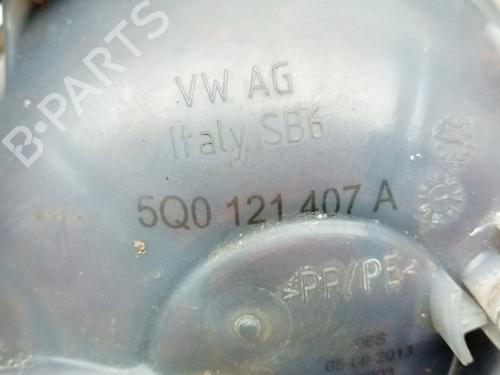 B-PARTS
VW AG
Italy SB6
5Q0 121 407 A
>PP/PE<